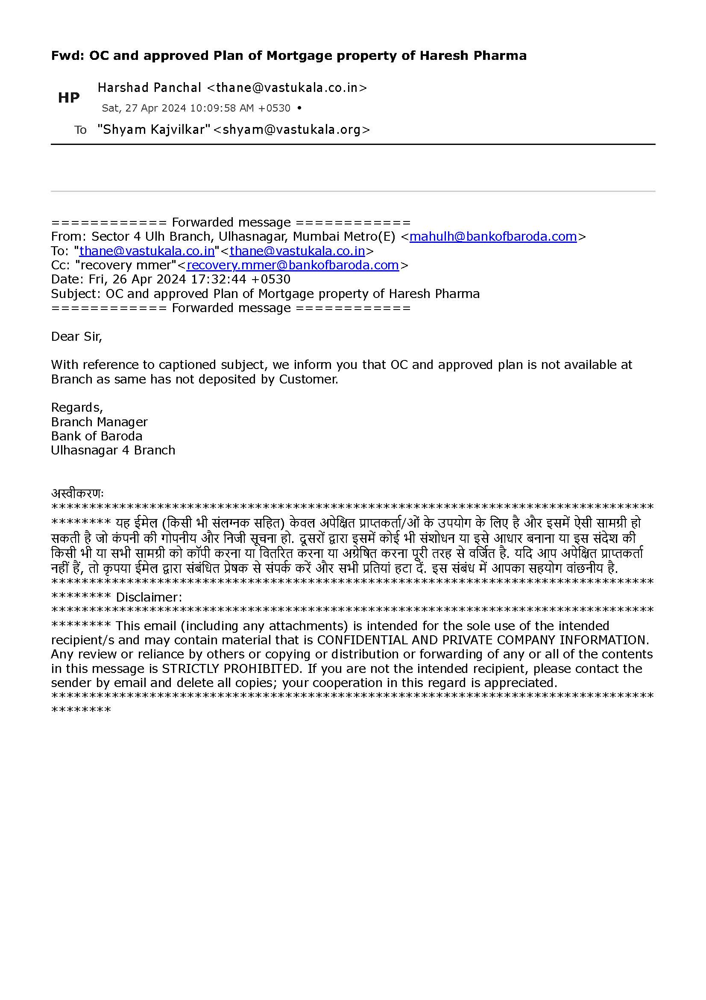 Fwd: OC and approved Plan of Mortgage property of Haresh Pharma
HP
Harshad Panchal <thane@vastukala.co.in>
Sat, 27 Apr 2024 10:09:58 AM +0530 •
To "Shyam Kajvilkar"<shyam@vastukala.org>
============ Forwarded message ============
From: Sector 4 Ulh Branch, Ulhasnagar, Mumbai Metro(E) <mahulh@bankofbaroda.com>
To: "thane@vastukala.co.in"<thane@vastukala.co.in>
Cc: "recovery mmer"<recovery.mmer@bankofbaroda.com>
Date: Fri, 26 Apr 2024 17:32:44 +0530
Subject: OC and approved Plan of Mortgage property of Haresh Pharma
============ Forwarded message ============
Dear Sir,
With reference to captioned subject, we inform you that OC and approved plan is not available at
Branch as same has not deposited by Customer.
Regards,
Branch Manager
Bank of Baroda
Ulhasnagar 4 Branch
अस्वीकरणः
********************************************************************************
******** यह ईमेल (किसी भी संलग्नक सहित) केवल अपेक्षित प्राप्तकर्ता/ओं के उपयोग के लिए है और इसमें ऐसी सामग्री हो
सकती है जो कंपनी की गोपनीय और निजी सूचना हो. दूसरों द्वारा इसमें कोई भी संशोधन या इसे आधार बनाना या इस संदेश की
किसी भी या सभी सामग्री को कॉपी करना या वितरित करना या अग्रेषित करना पूरी तरह से वर्जित है. यदि आप अपेक्षित प्राप्तकर्ता
नहीं हैं, तो कृपया ईमेल द्वारा संबंधित प्रेषक से संपर्क करें और सभी प्रतियां हटा दें. इस संबंध में आपका सहयोग वांछनीय है.
********************************************************************************
******** Disclaimer:
********************************************************************************
******** This email (including any attachments) is intended for the sole use of the intended
recipient/s and may contain material that is CONFIDENTIAL AND PRIVATE COMPANY INFORMATION.
Any review or reliance by others or copying or distribution or forwarding of any or all of the contents
in this message is STRICTLY PROHIBITED. If you are not the intended recipient, please contact the
sender by email and delete all copies; your cooperation in this regard is appreciated.
********************************************************************************
********